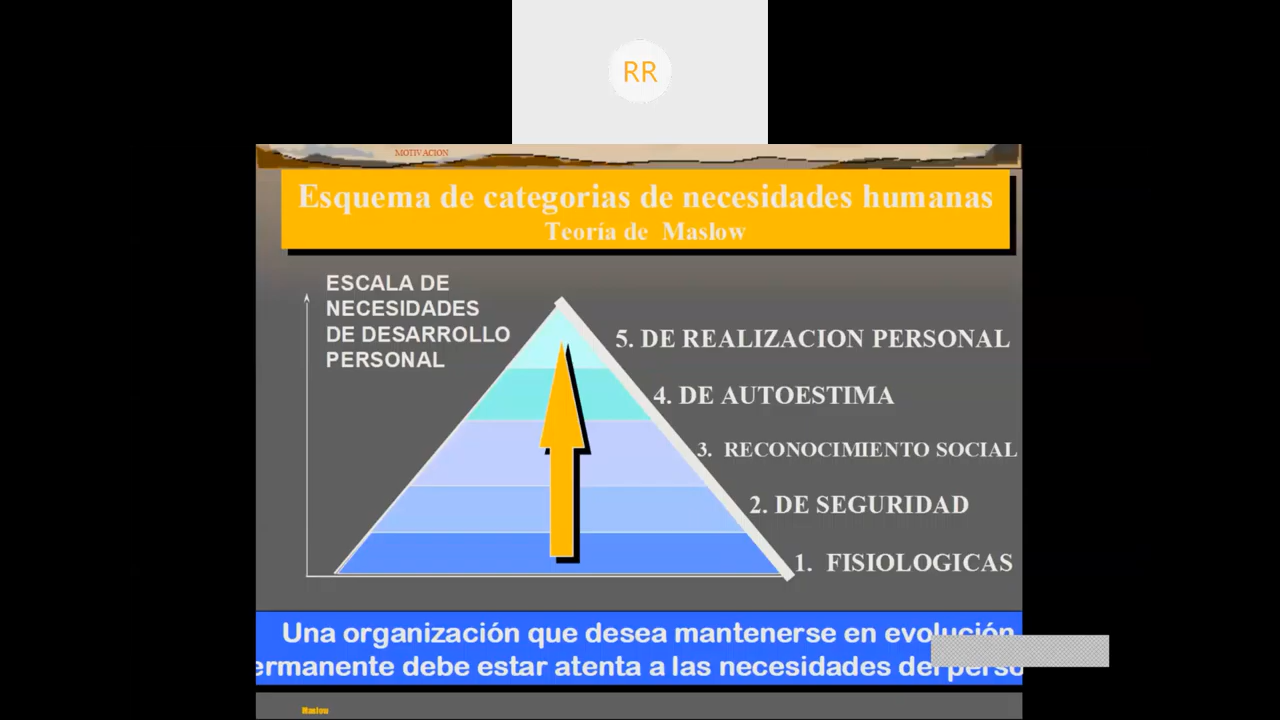 RR
MOTIVACION
Esquema de categorias de necesidades humanas
Teoría de Maslow
ESCALA DE
NECESIDADES
DE DESARROLLO
PERSONAL
5. DE REALIZACION PERSONAL
4. DE AUTOESTIMA
3. RECONOCIMIENTO SOCIAL
2. DE SEGURIDAD
1. FISIOLOGICAS
Una organización que desea mantenerse en evolución
ermanente debe estar atenta a las necesidades del perso
Maslow